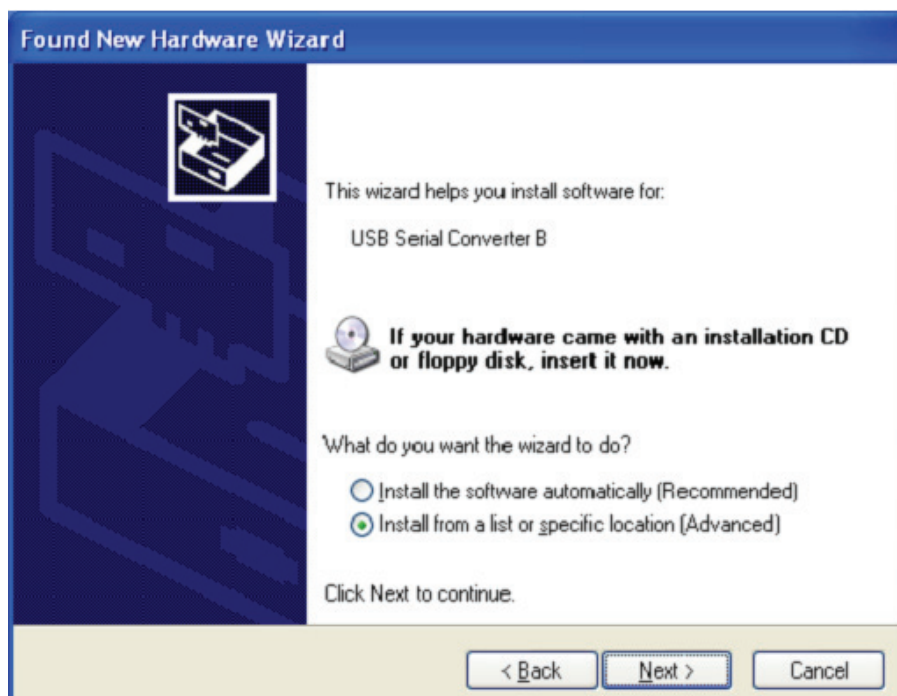 Found New Hardware Wizard
This wizard helps you install software for:
USB Serial Converter B
If your hardware came with an installation CD
or floppy disk, insert it now.
What do you want the wizard to do?
Install the software automatically (Recommended)
Install from a list or specific location (Advanced)
Click Next to continue.
< Back
Next >
Cancel